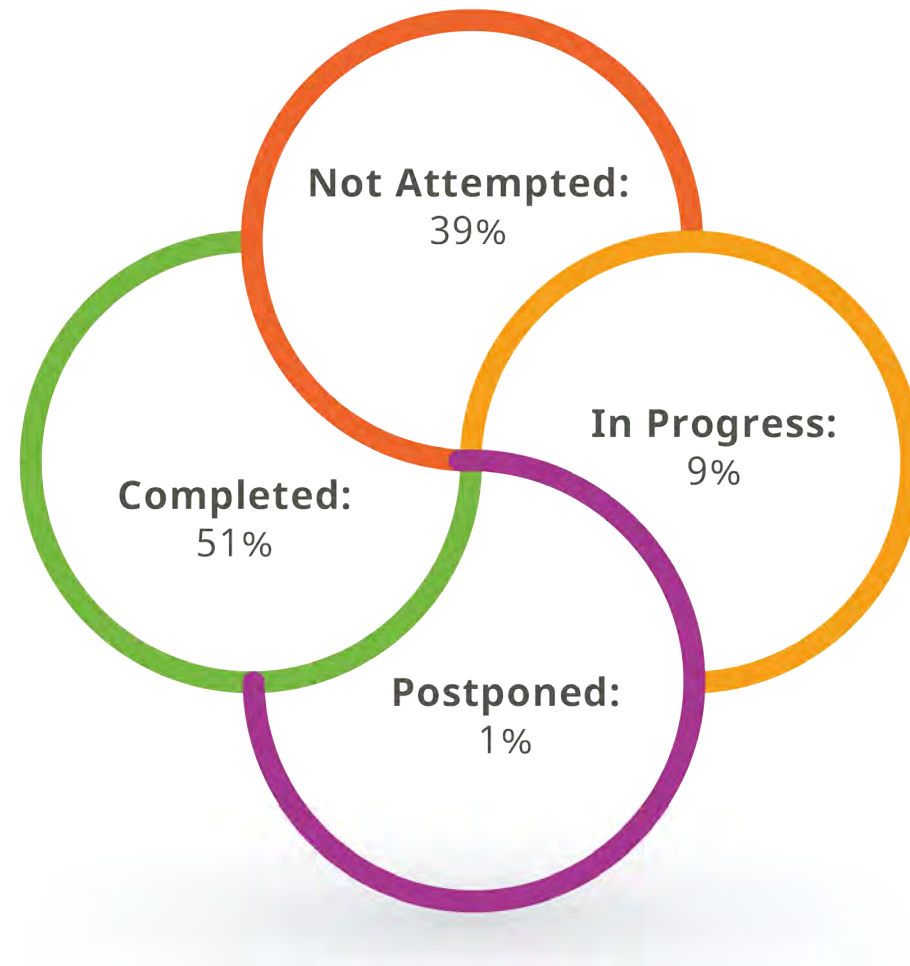 Not Attempted:
39%
In Progress:
9%
Completed:
51%
Postponed:
1%